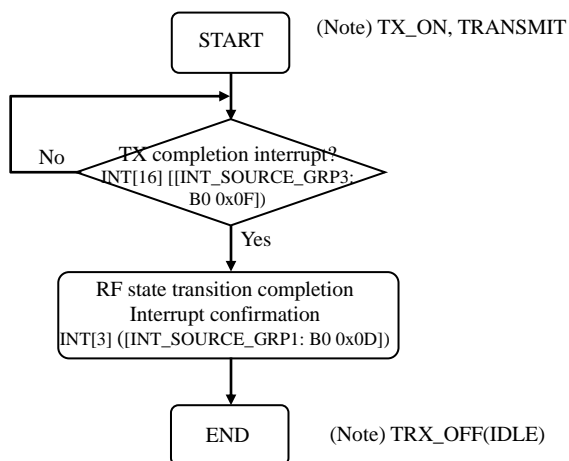 START
(Note) TX_ON, TRANSMIT
No
TX completion interrupt?
INT[16] [[INT_SOURCE_GRP3:
B0 0x0F])
Yes
RF state transition completion
Interrupt confirmation
INT[3] ([INT_SOURCE_GRP1: B0 0x0D])
END
(Note) TRX_OFF(IDLE)